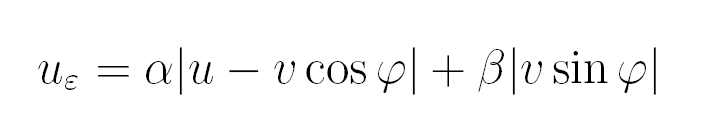 u_ε = α|u − v cos φ| + β|v sin φ|